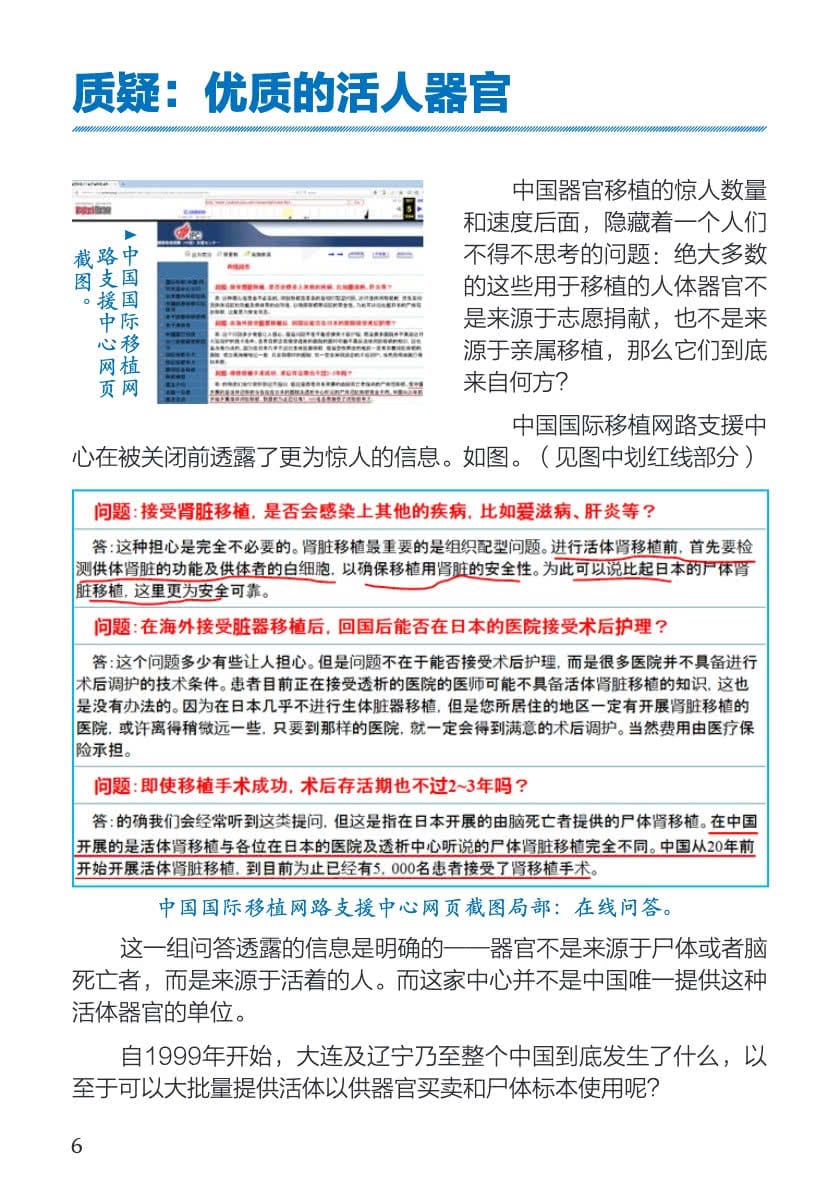 质疑：优质的活人器官
▶中国国际移植网
路支援中心网页
截图。
中国器官移植的惊人数量
和速度后面，隐藏着一个人们
不得不思考的问题：绝大多数
的这些用于移植的人体器官不
是来源于志愿捐献，也不是来
源于亲属移植，那么它们到底
来自何方？
中国国际移植网路支援中
心在被关闭前透露了更为惊人的信息。如图。（见图中划红线部分）
问题：接受肾脏移植，是否会感染上其他的疾病，比如爱滋病、肝炎等？
答：这种担心是完全不必要的。肾脏移植最重要的是组织配型问题。进行活体肾移植前，首先要检
测供体肾脏的功能及供体者的白细胞，以确保移植用肾脏的安全性。为此可以说比起日本的尸体肾
脏移植，这里更为安全可靠。
问题：在海外接受脏器移植后，回国后能否在日本的医院接受术后护理？
答：这个问题多少有些让人担心。但是问题不在于能否接受术后护理，而是很多医院并不具备进行
术后调护的技术条件。患者目前正在接受透析的医院的医师可能不具备活体肾脏移植的知识，这也
是没有办法的。因为在日本几乎不进行生体脏器移植，但是您所居住的地区一定有开展肾脏移植的
医院，或许离得稍微远一些，只要到那样的医院，就一定会得到满意的术后调护。当然费用由医疗保
险承担。
问题：即使移植手术成功，术后存活期也不过2~3年吗？
答：的确我们会经常听到这类提问，但这是指在日本开展的由脑死亡者提供的尸体肾移植。在中国
开展的是活体肾移植与各位在日本的医院及透析中心听说的尸体肾脏移植完全不同。中国从20年前
开始开展活体肾脏移植，到目前为止已经有5，000名患者接受了肾移植手术。
中国国际移植网路支援中心网页截图局部：在线问答。
这一组问答透露的信息是明确的——器官不是来源于尸体或者脑
死亡者，而是来源于活着的人。而这家中心并不是中国唯一提供这种
活体器官的单位。
自1999年开始，大连及辽宁乃至整个中国到底发生了什么，以
至于可以大批量提供活体以供器官买卖和尸体标本使用呢？
6